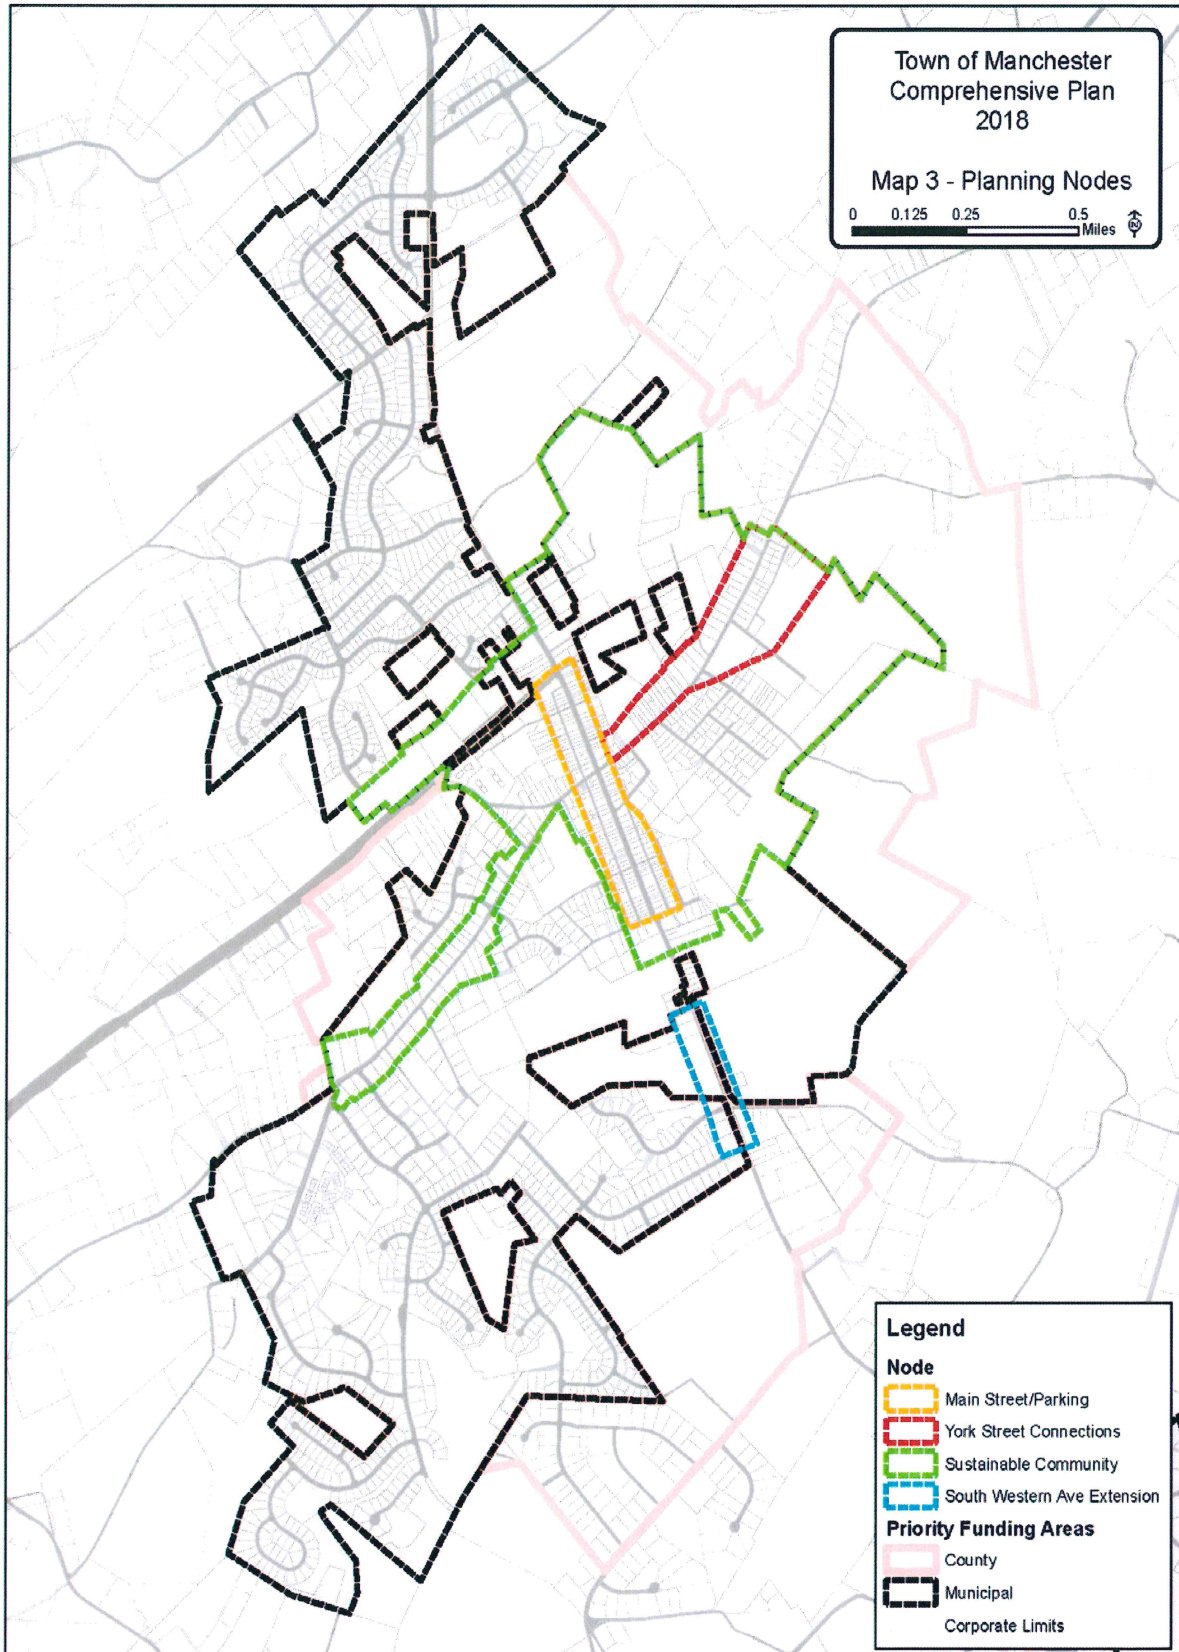 Town of Manchester
Comprehensive Plan
2018
Map 3 - Planning Nodes
0 0.125 0.25 0.5
Miles
N
Legend
Node
Main Street/Parking
York Street Connections
Sustainable Community
South Western Ave Extension
Priority Funding Areas
County
Municipal
Corporate Limits